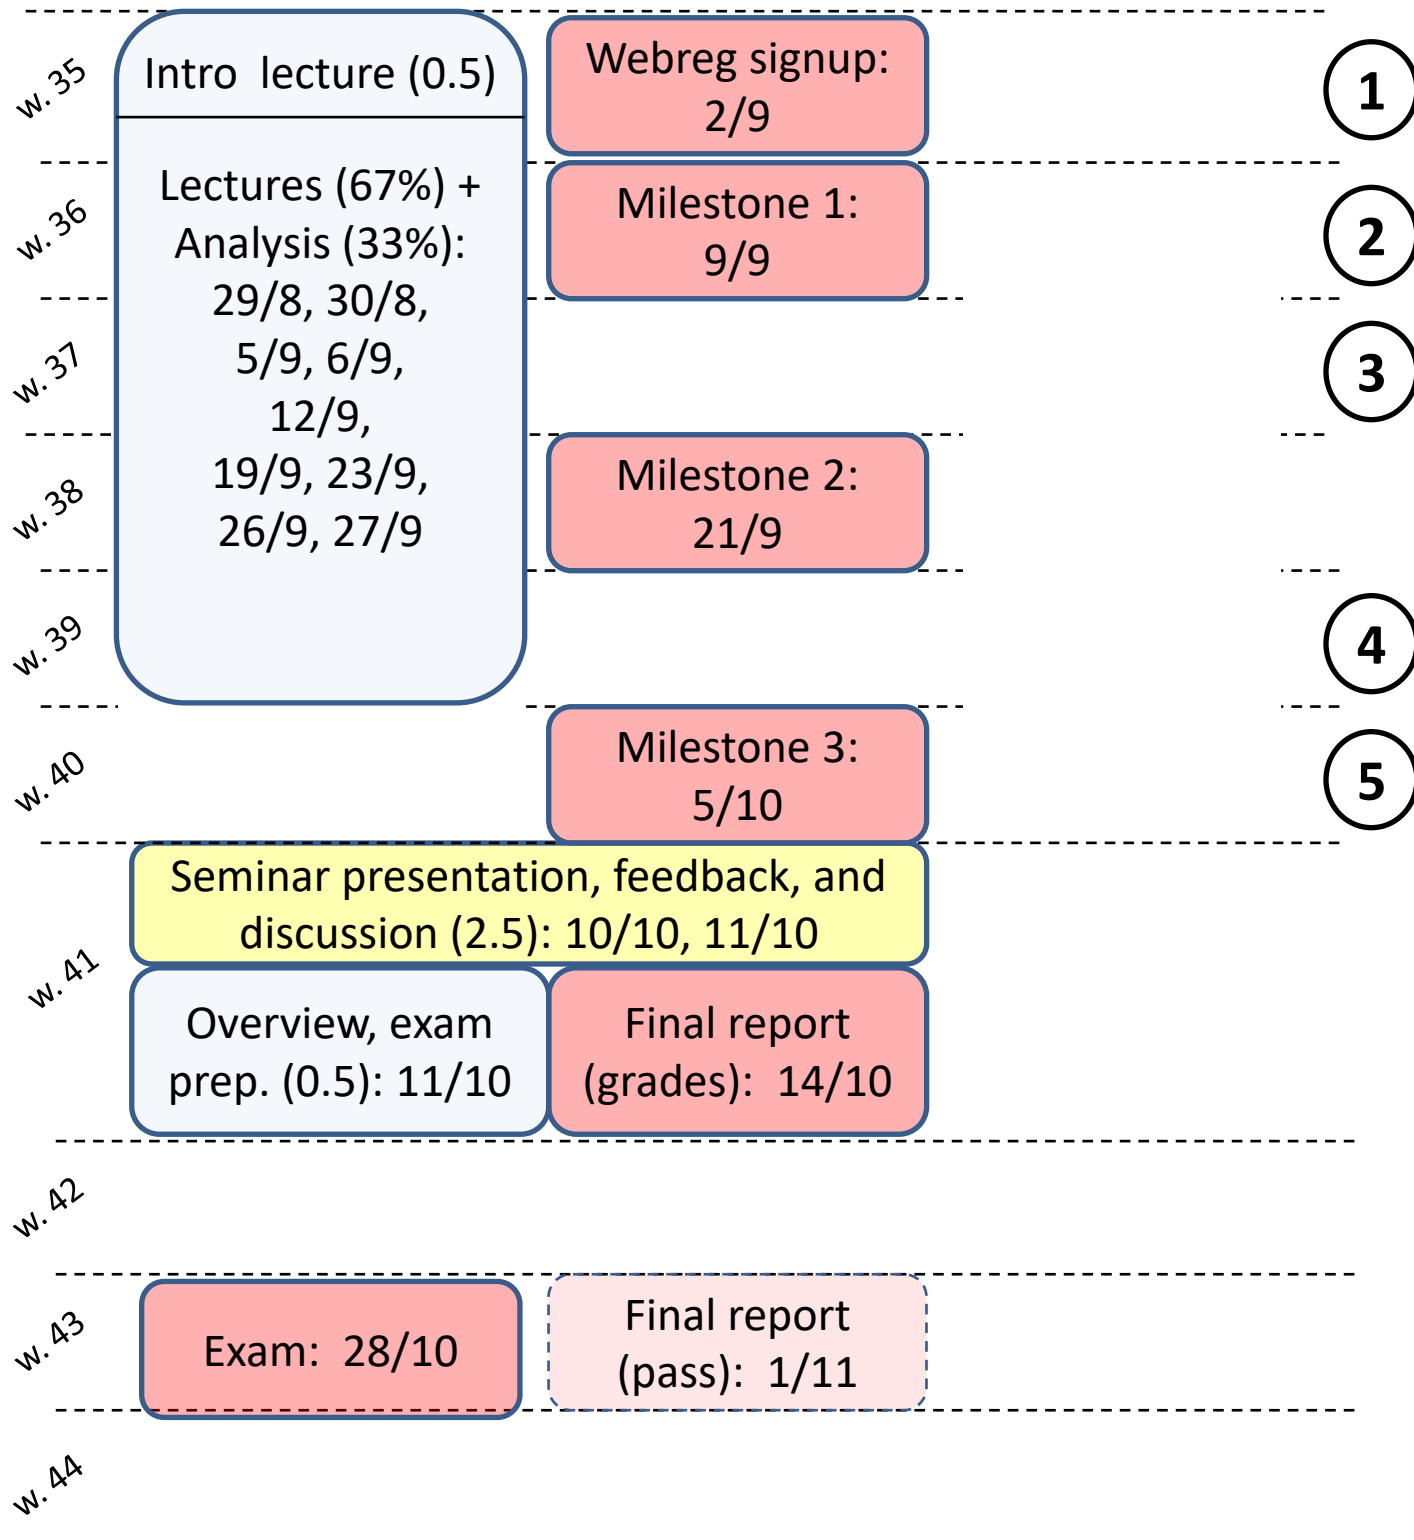 w. 35
Intro lecture (0.5)
Webreg signup:
2/9
1
w. 36
Lectures (67%) +
Analysis (33%):
29/8, 30/8,
5/9, 6/9,
12/9,
19/9, 23/9,
26/9, 27/9
Milestone 1:
9/9
2
w. 37
3
w. 38
Milestone 2:
21/9
w. 39
4
w. 40
Milestone 3:
5/10
5
w. 41
Seminar presentation, feedback, and
discussion (2.5): 10/10, 11/10
Overview, exam
prep. (0.5): 11/10
Final report
(grades): 14/10
w. 42
w. 43
Exam: 28/10
Final report
(pass): 1/11
w. 44